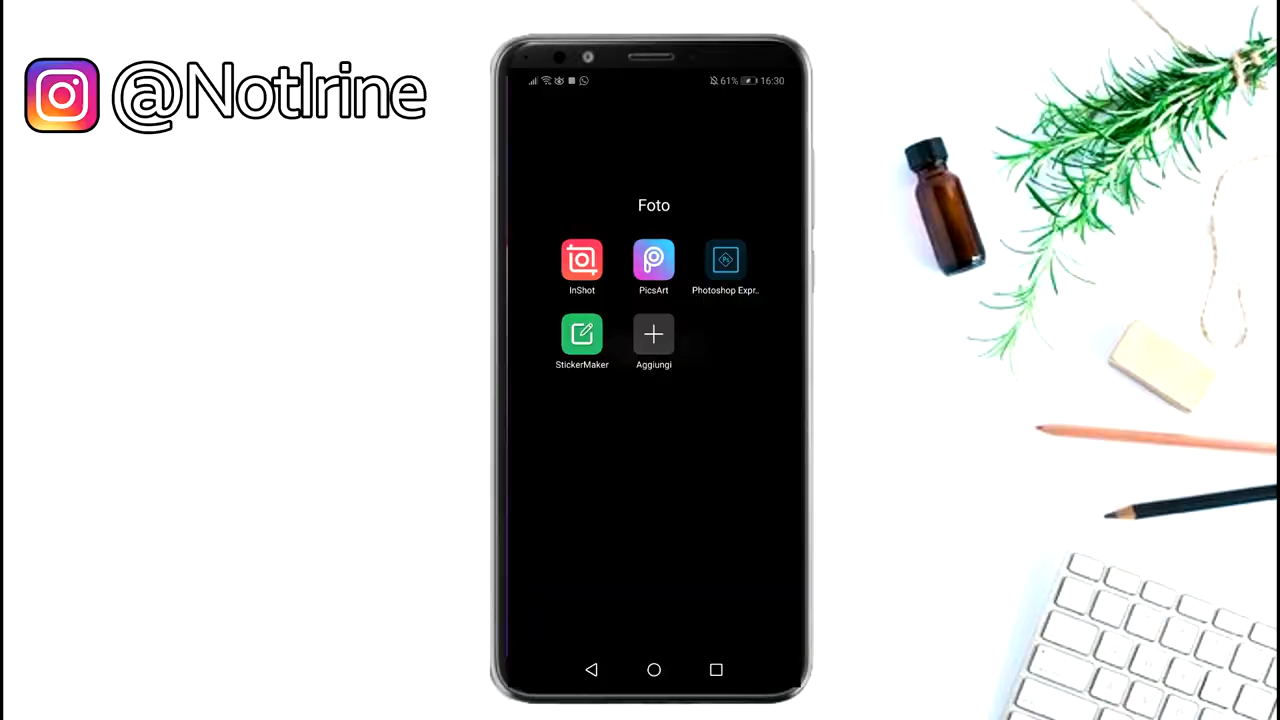 @NotIrine
61% 16:30
Foto
InShot
PicsArt
Photoshop Expr..
StickerMaker
Aggiungi